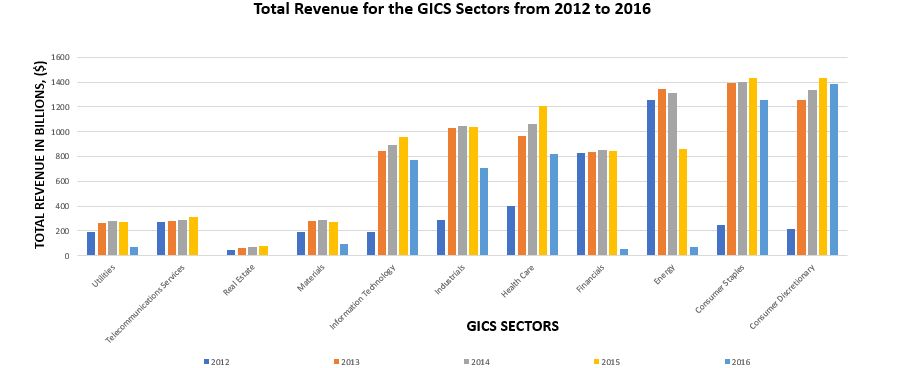 Total Revenue for the GICS Sectors from 2012 to 2016
TOTAL REVENUE IN BILLIONS, ($)
1600
1400
1200
1000
800
600
400
200
0
Utilities
Telecommunications Services
Real Estate
Materials
Information Technology
Industrials
Health Care
Financials
Energy
Consumer Staples
Consumer Discretionary
GICS SECTORS
2012 2013 2014 2015 2016